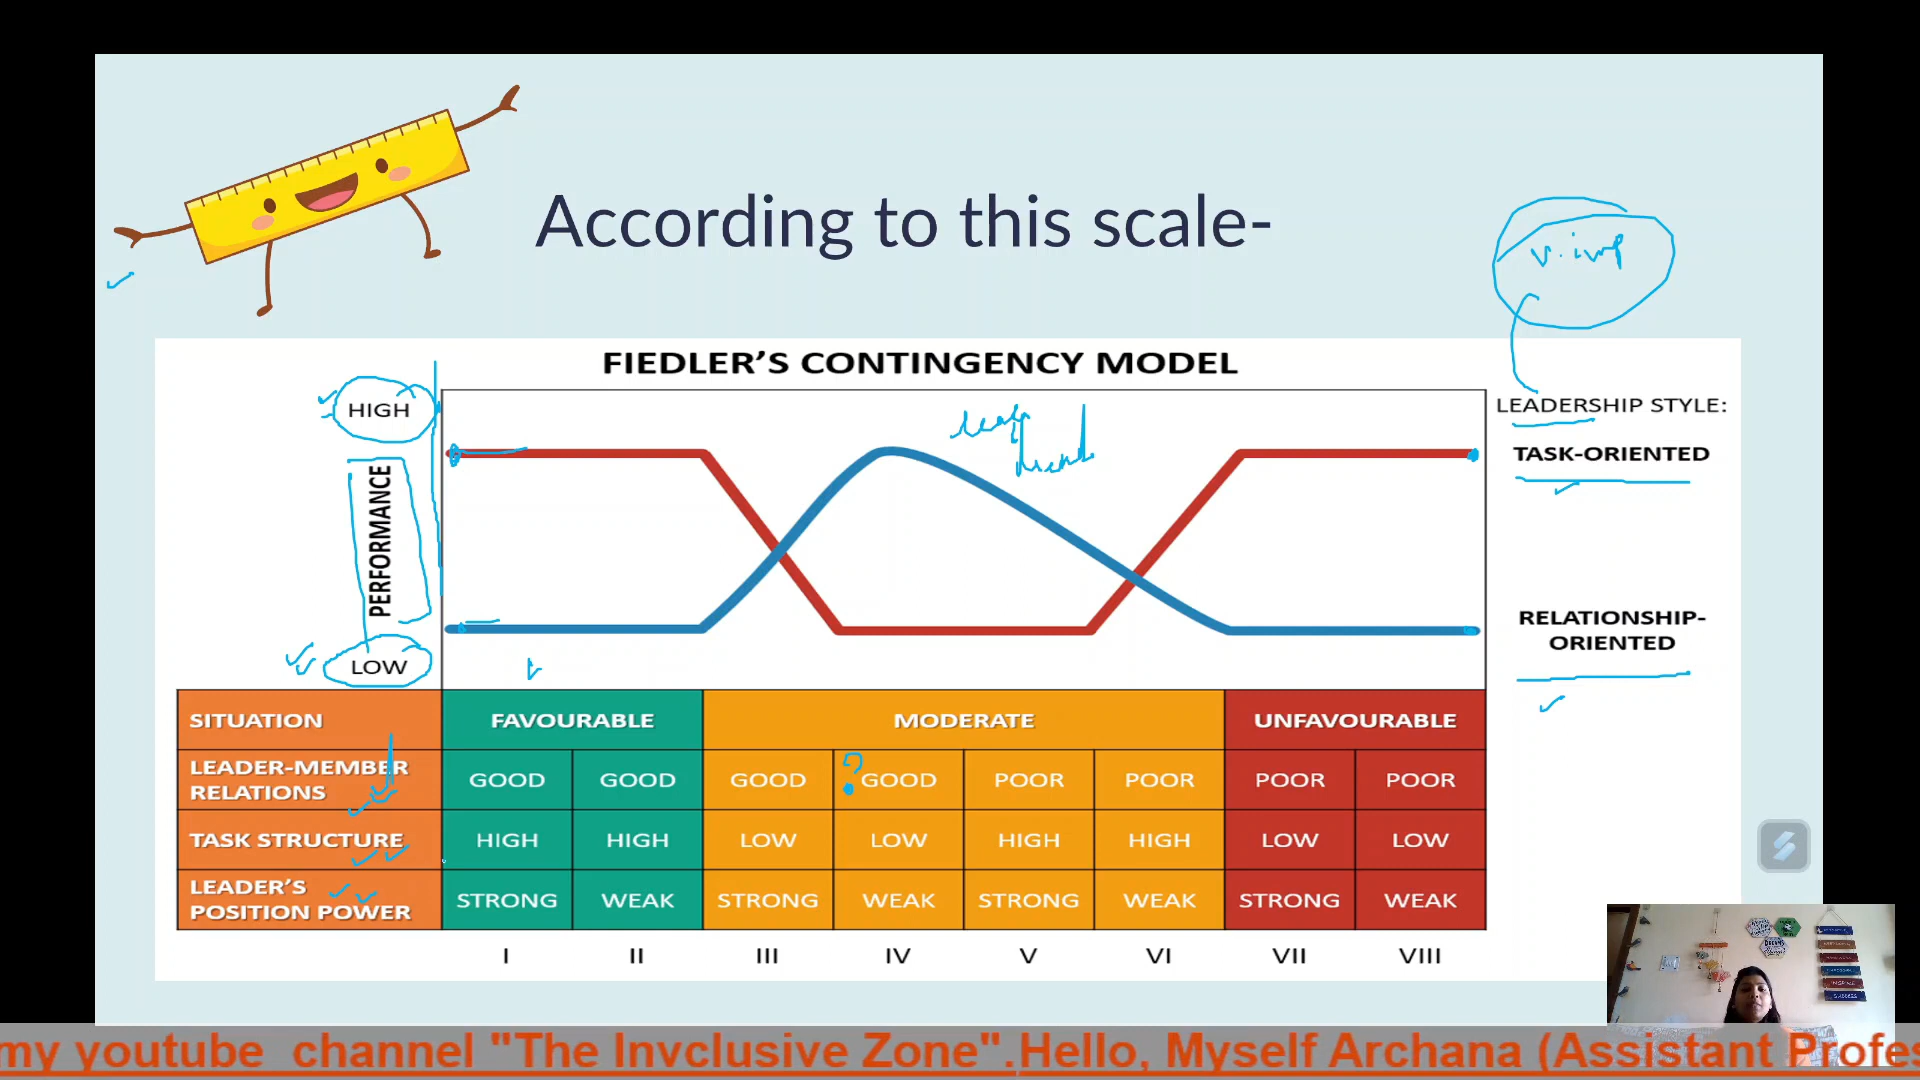 According to this scale-
v. imp
FIEDLER'S CONTINGENCY MODEL
HIGH
PERFORMANCE
LOW
LEADERSHIP STYLE:
TASK-ORIENTED
RELATIONSHIP-
ORIENTED
SITUATION FAVOURABLE MODERATE UNFAVOURABLE
LEADER-MEMBER
RELATIONS GOOD GOOD GOOD ? GOOD POOR POOR POOR POOR
TASK STRUCTURE HIGH HIGH LOW LOW HIGH HIGH LOW LOW
LEADER'S
POSITION POWER STRONG WEAK STRONG WEAK STRONG WEAK STRONG WEAK
I II III IV V VI VII VIII
my youtube channel "The Invclusive Zone".Hello, Myself Archana (Assistant Profes